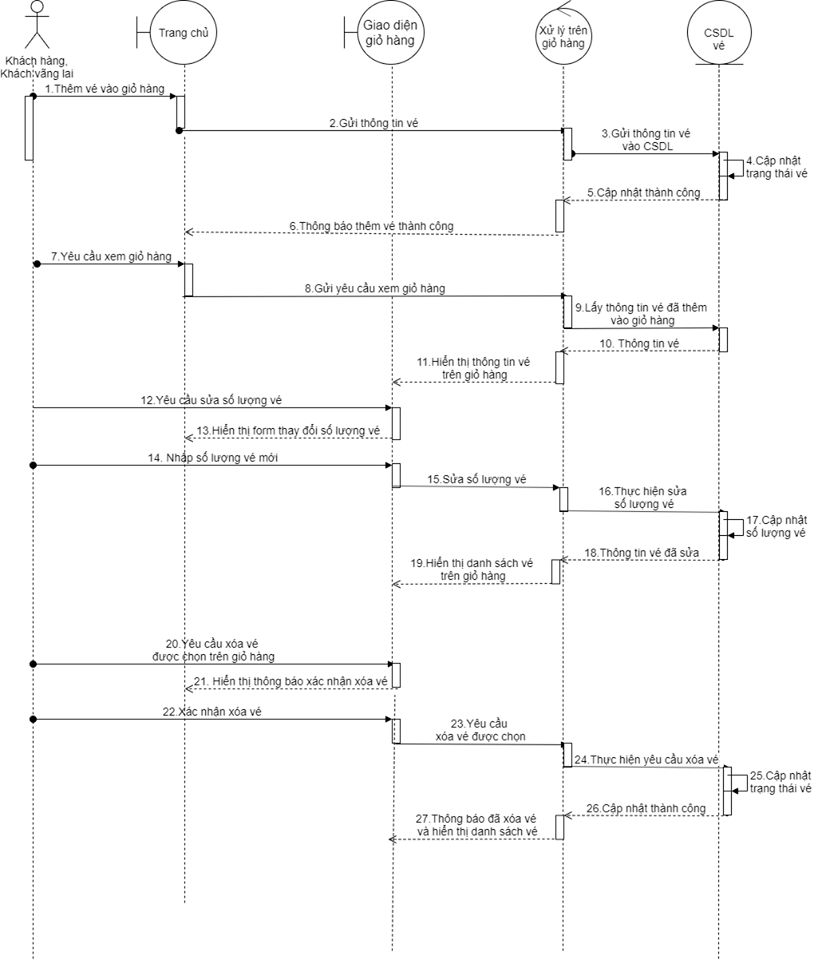 Khách hàng,
Khách vãng lai
Trang chủ
Giao diện
giỏ hàng
Xử lý trên
giỏ hàng
CSDL
vé
1.Thêm vé vào giỏ hàng
2.Gửi thông tin vé
3.Gửi thông tin vé
vào CSDL
4.Cập nhật
trạng thái vé
5.Cập nhật thành công
6.Thông báo thêm vé thành công
7.Yêu cầu xem giỏ hàng
8.Gửi yêu cầu xem giỏ hàng
9.Lấy thông tin vé đã thêm
vào giỏ hàng
10. Thông tin vé
11.Hiển thị thông tin vé
trên giỏ hàng
12.Yêu cầu sửa số lượng vé
13.Hiển thị form thay đổi số lượng vé
14. Nhập số lượng vé mới
15.Sửa số lượng vé
16.Thực hiện sửa
số lượng vé
17.Cập nhật
số lượng vé
18.Thông tin vé đã sửa
19.Hiển thị danh sách vé
trên giỏ hàng
20.Yêu cầu xóa vé
được chọn trên giỏ hàng
21. Hiển thị thông báo xác nhận xóa vé
22.Xác nhận xóa vé
23.Yêu cầu
xóa vé được chọn
24.Thực hiện yêu cầu xóa vé
25.Cập nhật
trạng thái vé
26.Cập nhật thành công
27.Thông báo đã xóa vé
và hiển thị danh sách vé